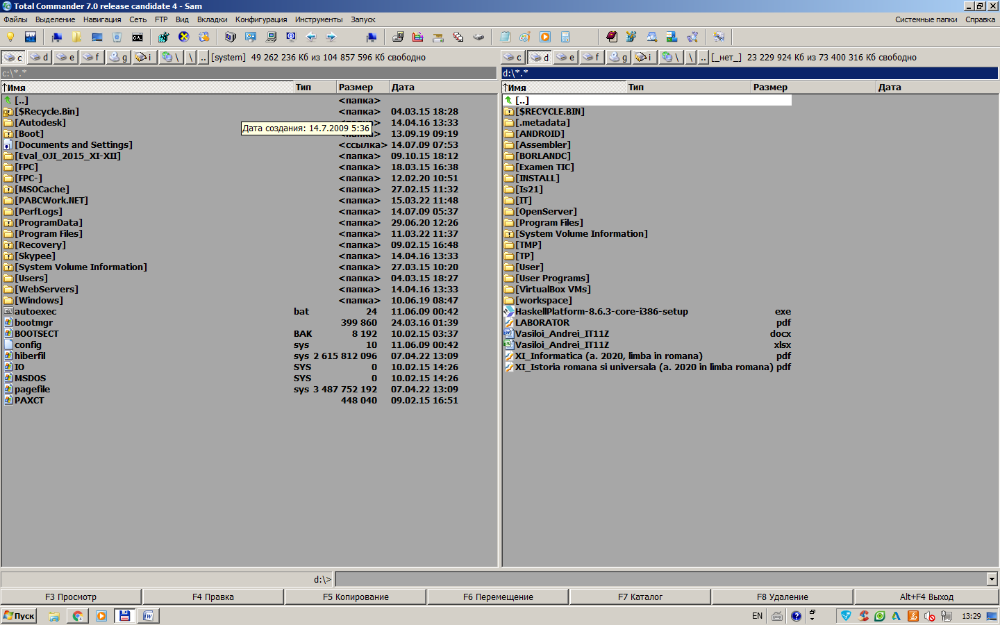 Total Commander 7.0 release candidate 4 - Sam
Файлы Выделение Навигация Сеть FTP Вид Вкладки Конфигурация Инструменты Запуск Системные папки Справка
c d e f g i \ \ .. [system] 49 262 236 Кб из 104 857 596 Кб свободно
c d e f g i \ \ .. [_нет_] 23 229 924 Кб из 73 400 316 Кб свободно
c:\*.*
↑Имя Тип Размер Дата
[..] <папка>
[$Recycle.Bin] <папка> 04.03.15 18:28
[Autodesk] <папка> 14.04.16 13:33
Дата создания: 14.7.2009 5:36
[Boot] <папка> 13.09.19 09:19
[Documents and Settings] <ссылка> 14.07.09 07:53
[Eval_OJI_2015_XI-XII] <папка> 09.10.15 18:12
[FPC] <папка> 18.03.15 16:38
[FPC-] <папка> 12.02.20 10:51
[MSOCache] <папка> 27.02.15 11:32
[PABCWork.NET] <папка> 15.03.22 11:48
[PerfLogs] <папка> 14.07.09 05:37
[ProgramData] <папка> 29.06.20 12:26
[Program Files] <папка> 11.03.22 11:37
[Recovery] <папка> 09.02.15 16:48
[Skypee] <папка> 14.04.16 13:33
[System Volume Information] <папка> 27.03.15 10:20
[Users] <папка> 04.03.15 18:27
[WebServers] <папка> 14.04.16 13:33
[Windows] <папка> 10.06.19 08:47
autoexec bat 24 11.06.09 00:42
bootmgr 399 860 24.03.16 01:39
BOOTSECT BAK 8 192 10.02.15 03:37
config sys 10 11.06.09 00:42
hiberfil sys 2 615 812 096 07.04.22 13:09
IO SYS 0 10.02.15 14:26
MSDOS SYS 0 10.02.15 14:26
pagefile sys 3 487 752 192 07.04.22 13:09
PAXCT 448 040 09.02.15 16:51
d:\*.*
↑Имя Тип Размер Дата
[..]
[$RECYCLE.BIN]
[.metadata]
[ANDROID]
[Assembler]
[BORLANDC]
[Examen TIC]
[INSTALL]
[Is21]
[IT]
[OpenServer]
[Program Files]
[System Volume Information]
[TMP]
[TP]
[User]
[User Programs]
[VirtualBox VMs]
[workspace]
HaskellPlatform-8.6.3-core-i386-setup exe
LABORATOR pdf
Vasiloi_Andrei_IT11Z docx
Vasiloi_Andrei_IT11Z xlsx
XI_Informatica (a. 2020, limba in romana) pdf
XI_Istoria romana si universala (a. 2020 in limba romana) pdf
d:\>
F3 Просмотр F4 Правка F5 Копирование F6 Перемещение F7 Каталог F8 Удаление Alt+F4 Выход
Пуск EN 13:29